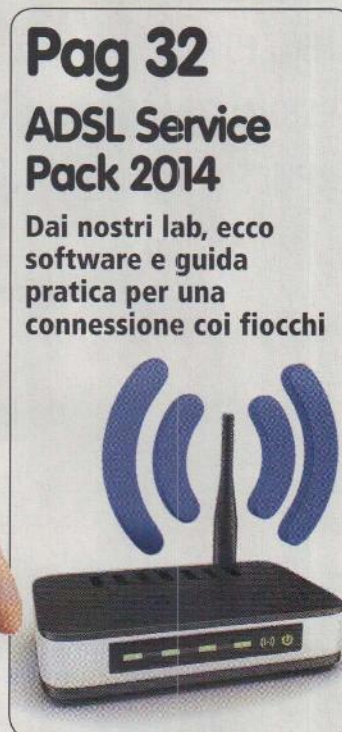 Pag 32
ADSL Service
Pack 2014
Dai nostri lab, ecco
software e guida
pratica per una
connessione coi fiocchi